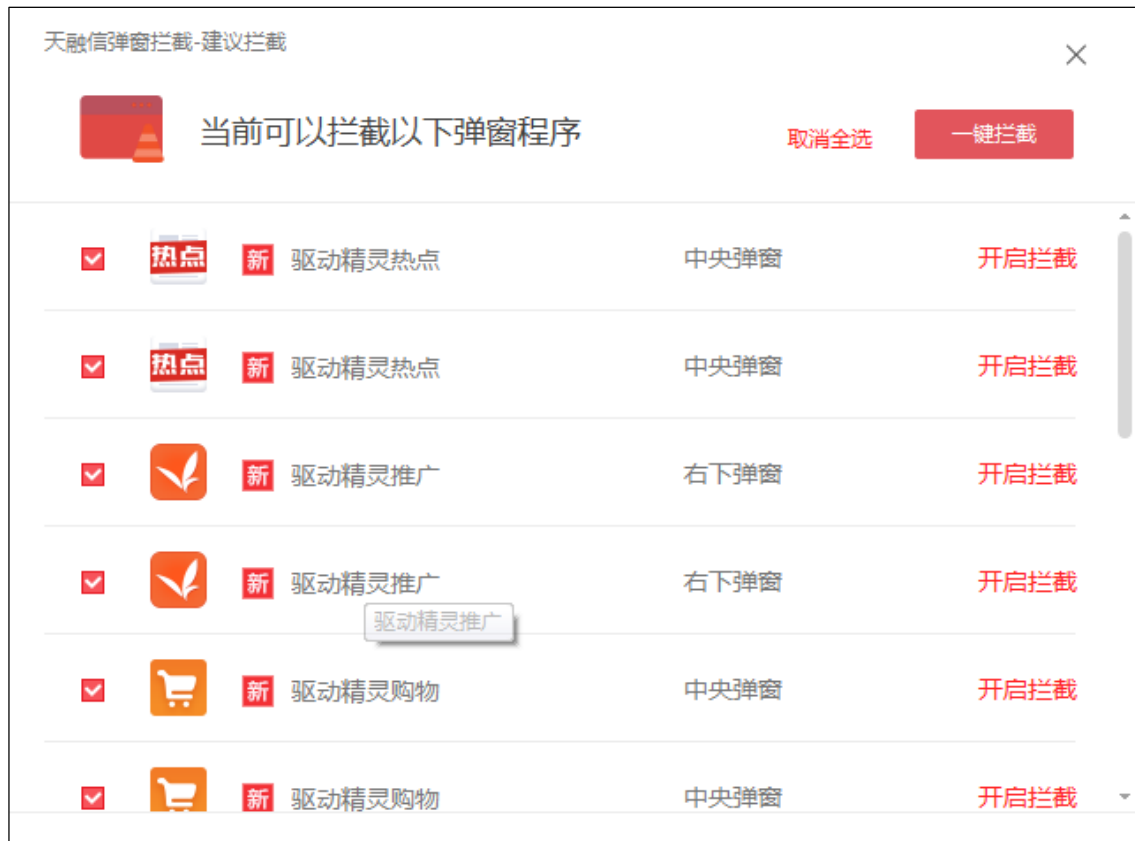 天融信弹窗拦截-建议拦截
当前可以拦截以下弹窗程序 取消全选 一键拦截
热点 新 驱动精灵热点 中央弹窗 开启拦截
热点 新 驱动精灵热点 中央弹窗 开启拦截
新 驱动精灵推广 右下弹窗 开启拦截
新 驱动精灵推广 右下弹窗 开启拦截
驱动精灵推广
新 驱动精灵购物 中央弹窗 开启拦截
新 驱动精灵购物 中央弹窗 开启拦截